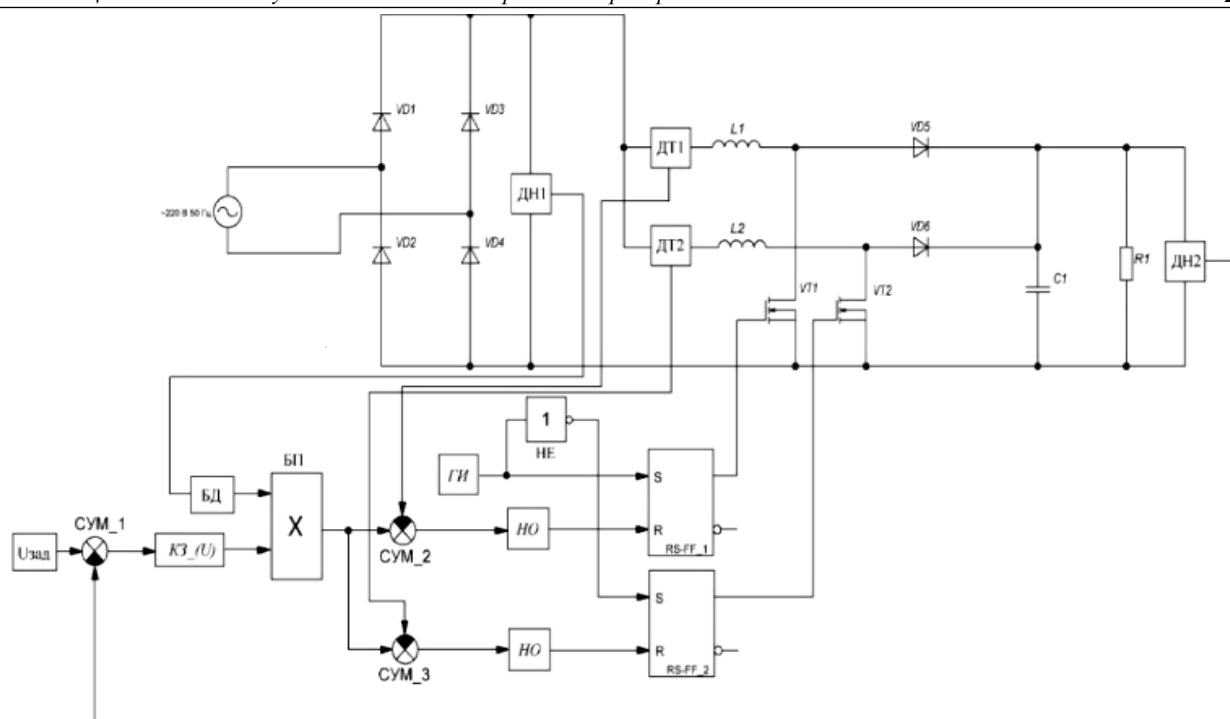 VD1
VD3
~220 В 50 Гц
VD2
VD4
ДН1
ДТ1
L1
VD5
ДТ2
L2
VD6
VT1
VT2
C1
R1
ДН2
1
НЕ
БП
ГИ
S
R
RS-FF_1
БД
X
СУМ_1
Uзад
КЗ_(U)
СУМ_2
НО
S
R
RS-FF_2
СУМ_3
НО